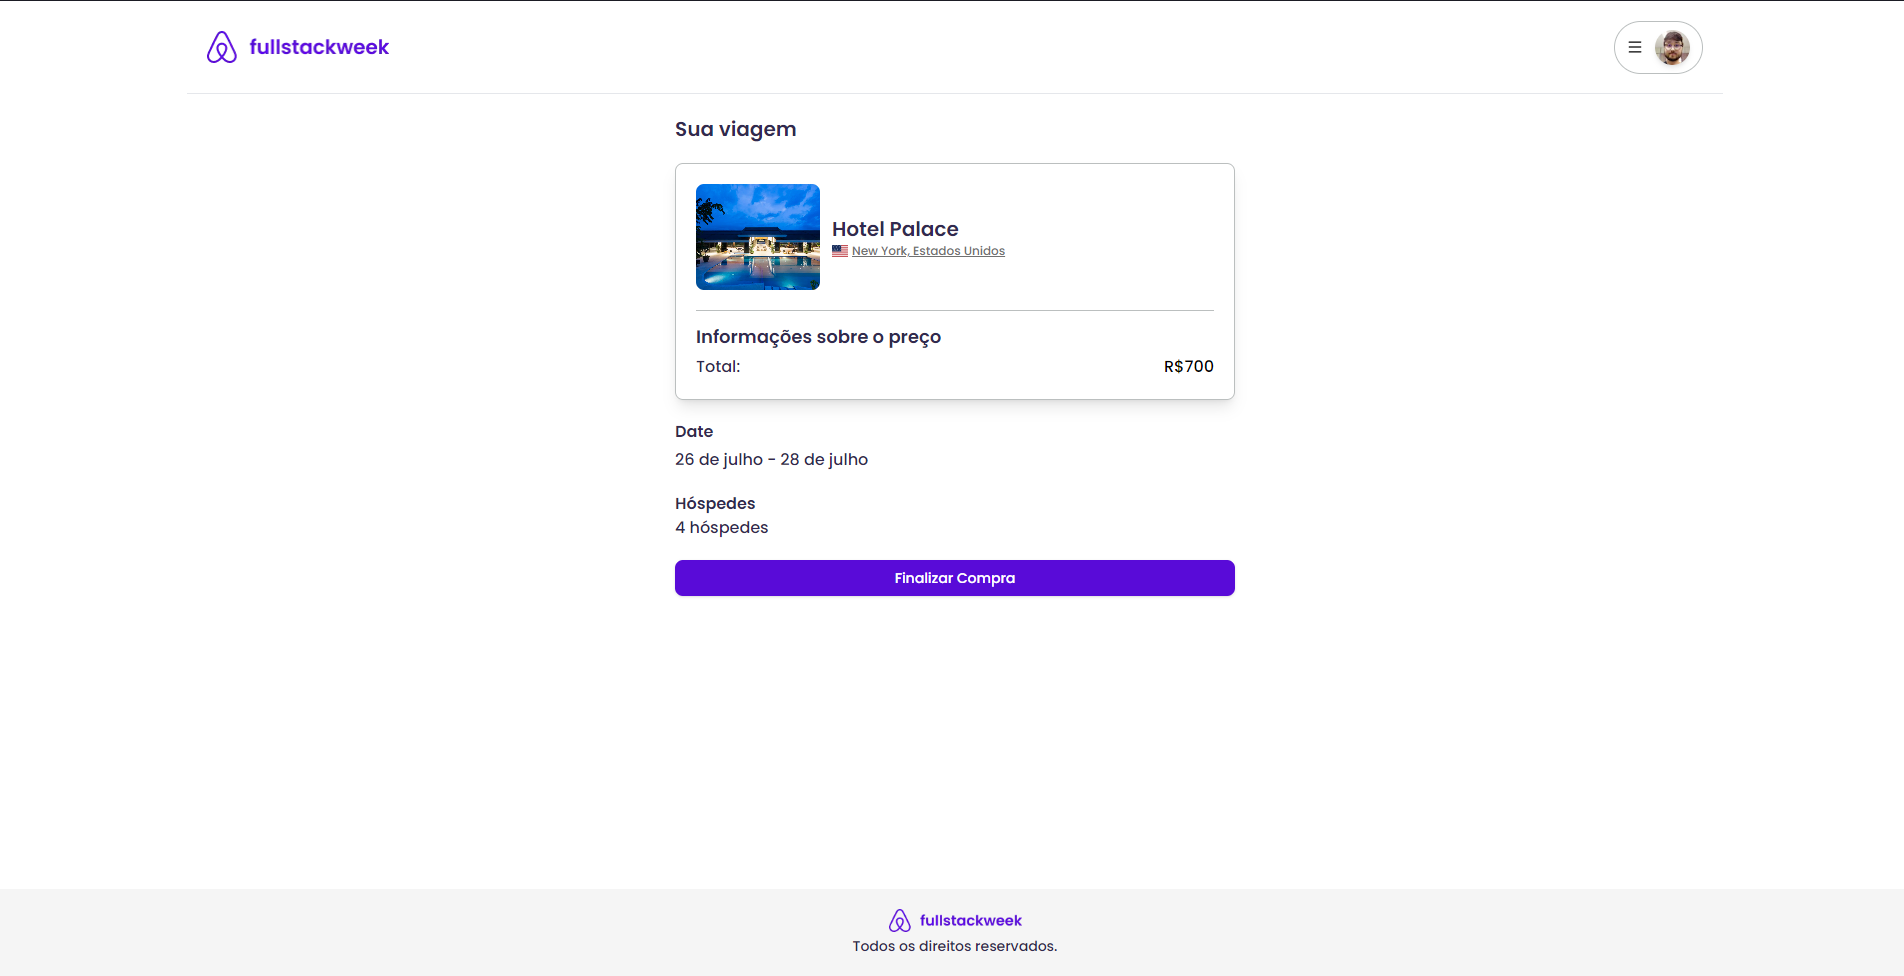 fullstackweek
Sua viagem
Hotel Palace
New York, Estados Unidos
Informações sobre o preço
Total: R$700
Date
26 de julho - 28 de julho
Hóspedes
4 hóspedes
Finalizar Compra
fullstackweek
Todos os direitos reservados.